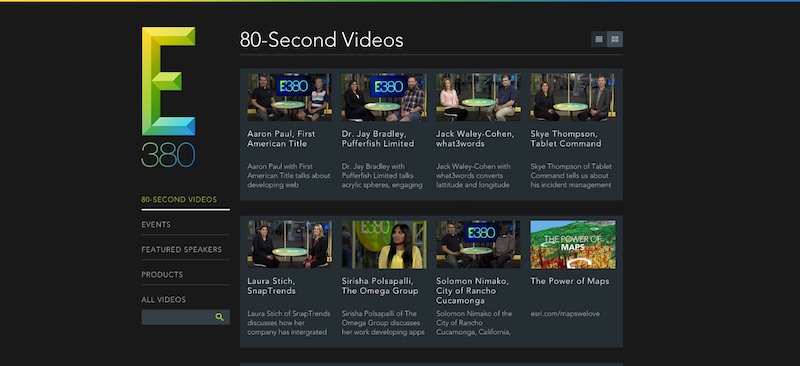 E
380
80-SECOND VIDEOS
EVENTS
FEATURED SPEAKERS
PRODUCTS
ALL VIDEOS
80-Second Videos
E380
Aaron Paul, First
American Title
Aaron Paul with First
American Title talks about
developing web
E380
Dr. Jay Bradley,
Pufferfish Limited
Dr. Jay Bradley with
Pufferfish Limited talks
acrylic spheres, engaging
E380
Jack Waley-Cohen,
what3words
Jack Waley-Cohen with
what3words converts
lattitude and longitude
Skye Thompson,
Tablet Command
Skye Thompson of Tablet
Command tells us about
his incident management
E380
Laura Stich,
SnapTrends
Laura Stich of SnapTrends
discusses how her
company has intergrated
Sirisha Polsapalli,
The Omega Group
Sirisha Polsapalli of The
Omega Group discusses
her work developing apps
E380
Solomon Nimako,
City of Rancho
Cucamonga
Solomon Nimako of the
City of Rancho
Cucamonga, California,
THE POWER OF
MAPS
The Power of Maps
esri.com/mapswelove